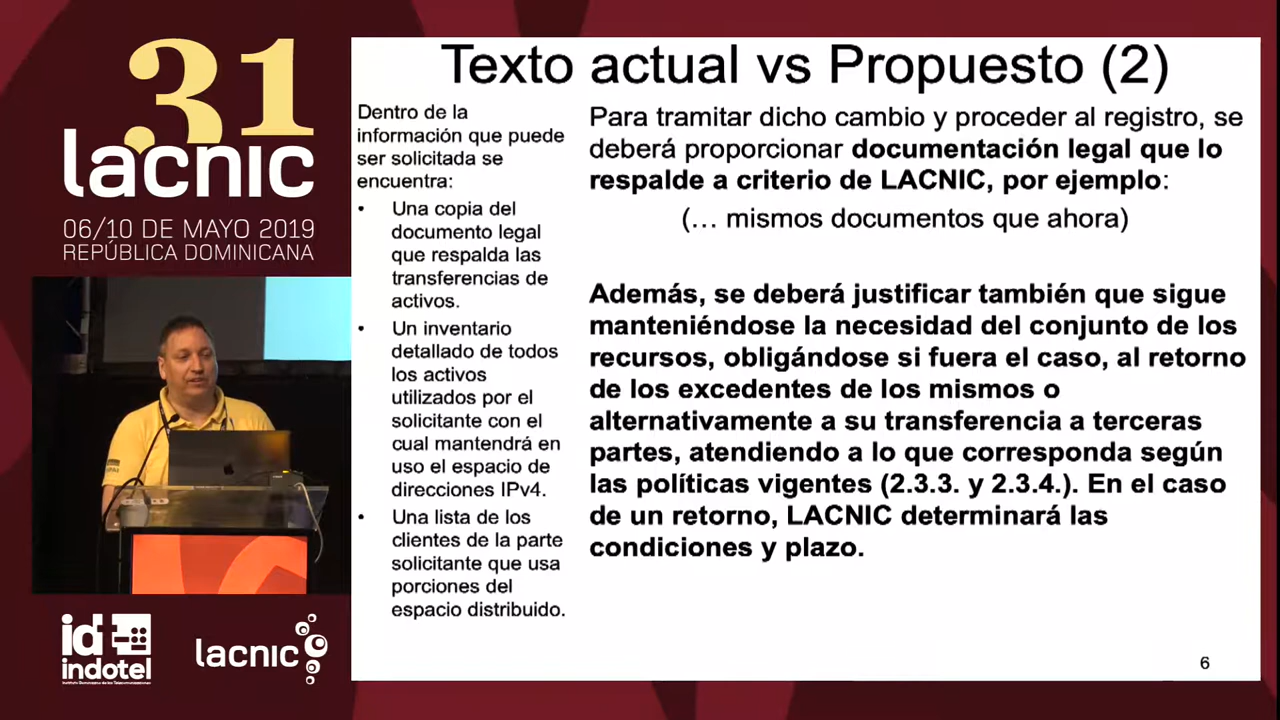 31
lacnic
06/10 DE MAYO 2019
REPÚBLICA DOMINICANA
Texto actual vs Propuesto (2)
Dentro de la
información que puede
ser solicitada se
encuentra:
• Una copia del
documento legal
que respalda las
transferencias de
activos.
• Un inventario
detallado de todos
los activos
utilizados por el
solicitante con el
cual mantendrá en
uso el espacio de
direcciones IPv4.
• Una lista de los
clientes de la parte
solicitante que usa
porciones del
espacio distribuido.
Para tramitar dicho cambio y proceder al registro, se
deberá proporcionar documentación legal que lo
respalde a criterio de LACNIC, por ejemplo:
(… mismos documentos que ahora)
Además, se deberá justificar también que sigue
manteniéndose la necesidad del conjunto de los
recursos, obligándose si fuera el caso, al retorno
de los excedentes de los mismos o
alternativamente a su transferencia a terceras
partes, atendiendo a lo que corresponda según
las políticas vigentes (2.3.3. y 2.3.4.). En el caso
de un retorno, LACNIC determinará las
condiciones y plazo.
6
id
indotel
Instituto Dominicano de las Telecomunicaciones
lacnic